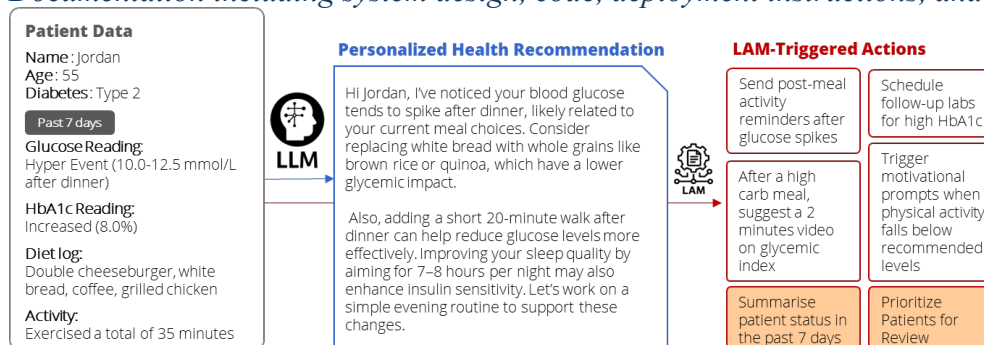 Documentation including system design, code, deployment instructions, and
Patient Data
Name: Jordan
Age: 55
Diabetes: Type 2
Past 7 days
Glucose Reading:
Hyper Event (10.0-12.5 mmol/L
after dinner)
HbA1c Reading:
Increased (8.0%)
Diet log:
Double cheeseburger, white
bread, coffee, grilled chicken
Activity:
Exercised a total of 35 minutes
LLM
Personalized Health Recommendation
Hi Jordan, I've noticed your blood glucose
tends to spike after dinner, likely related to
your current meal choices. Consider
replacing white bread with whole grains like
brown rice or quinoa, which have a lower
glycemic impact.
Also, adding a short 20-minute walk after
dinner can help reduce glucose levels more
effectively. Improving your sleep quality by
aiming for 7–8 hours per night may also
enhance insulin sensitivity. Let's work on a
simple evening routine to support these
changes.
LAM
LAM-Triggered Actions
Send post-meal
activity
reminders after
glucose spikes
Schedule
follow-up labs
for high HbA1c
After a high
carb meal,
suggest a 2
minutes video
on glycemic
index
Trigger
motivational
prompts when
physical activity
falls below
recommended
levels
Summarise
patient status in
the past 7 days
Prioritize
Patients for
Review